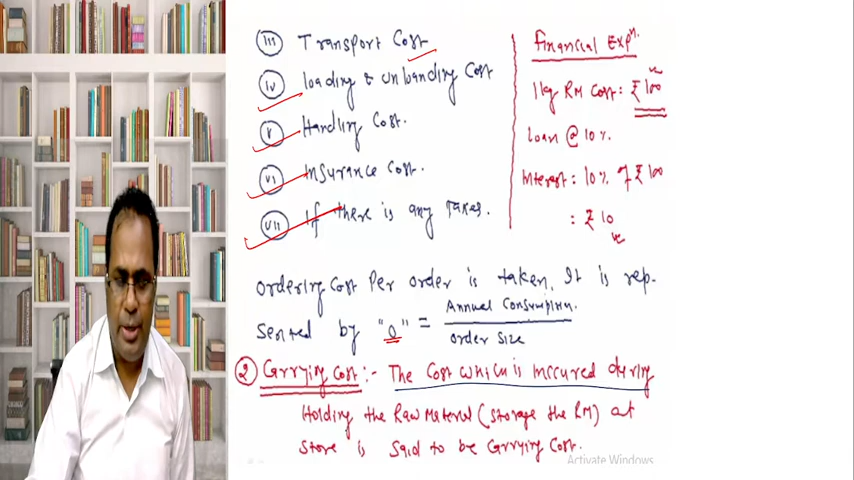 iii Transport Cost
iv loading & unloanding Cost
v Handling Cost.
vi Insurance Cost.
vii If there is any Taxes.
Financial Expn.
1kg RM Cost: ₹100
Loan @ 10%.
Interest: 10% of ₹100
: ₹10
Ordering Cost Per order is taken. It is rep-
sented by "O" = Annual Consumption. / order Size
2 Carrying Cost:- The Cost which is Inccured during
Holding the Raw Material (storage the RM) at
store is said to be Carrying Cost.
Activate Windows